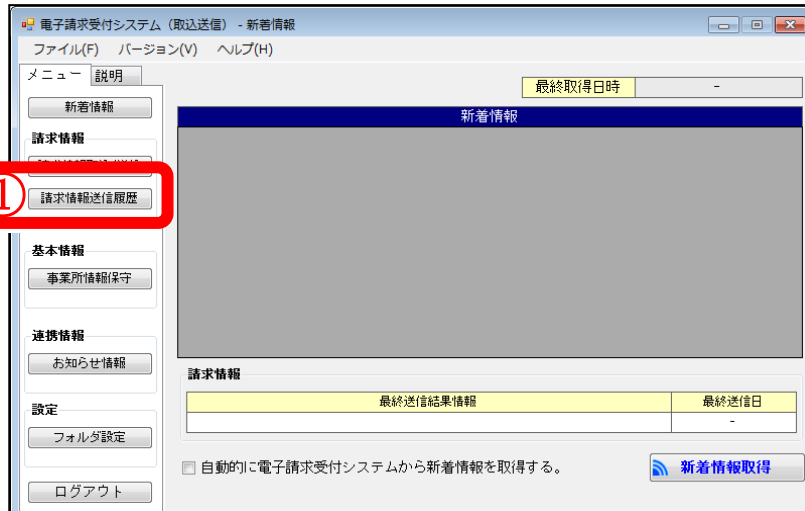 電子請求受付システム（取込送信） - 新着情報
ファイル(F) バージョン(V) ヘルプ(H)
メニュー 説明
最終取得日時 -
新着情報
新着情報
請求情報
①
請求情報送信履歴
基本情報
事業所情報保守
連携情報
お知らせ情報
請求情報
最終送信結果情報 最終送信日
-
設定
フォルダ設定
自動的に電子請求受付システムから新着情報を取得する。
新着情報取得
ログアウト